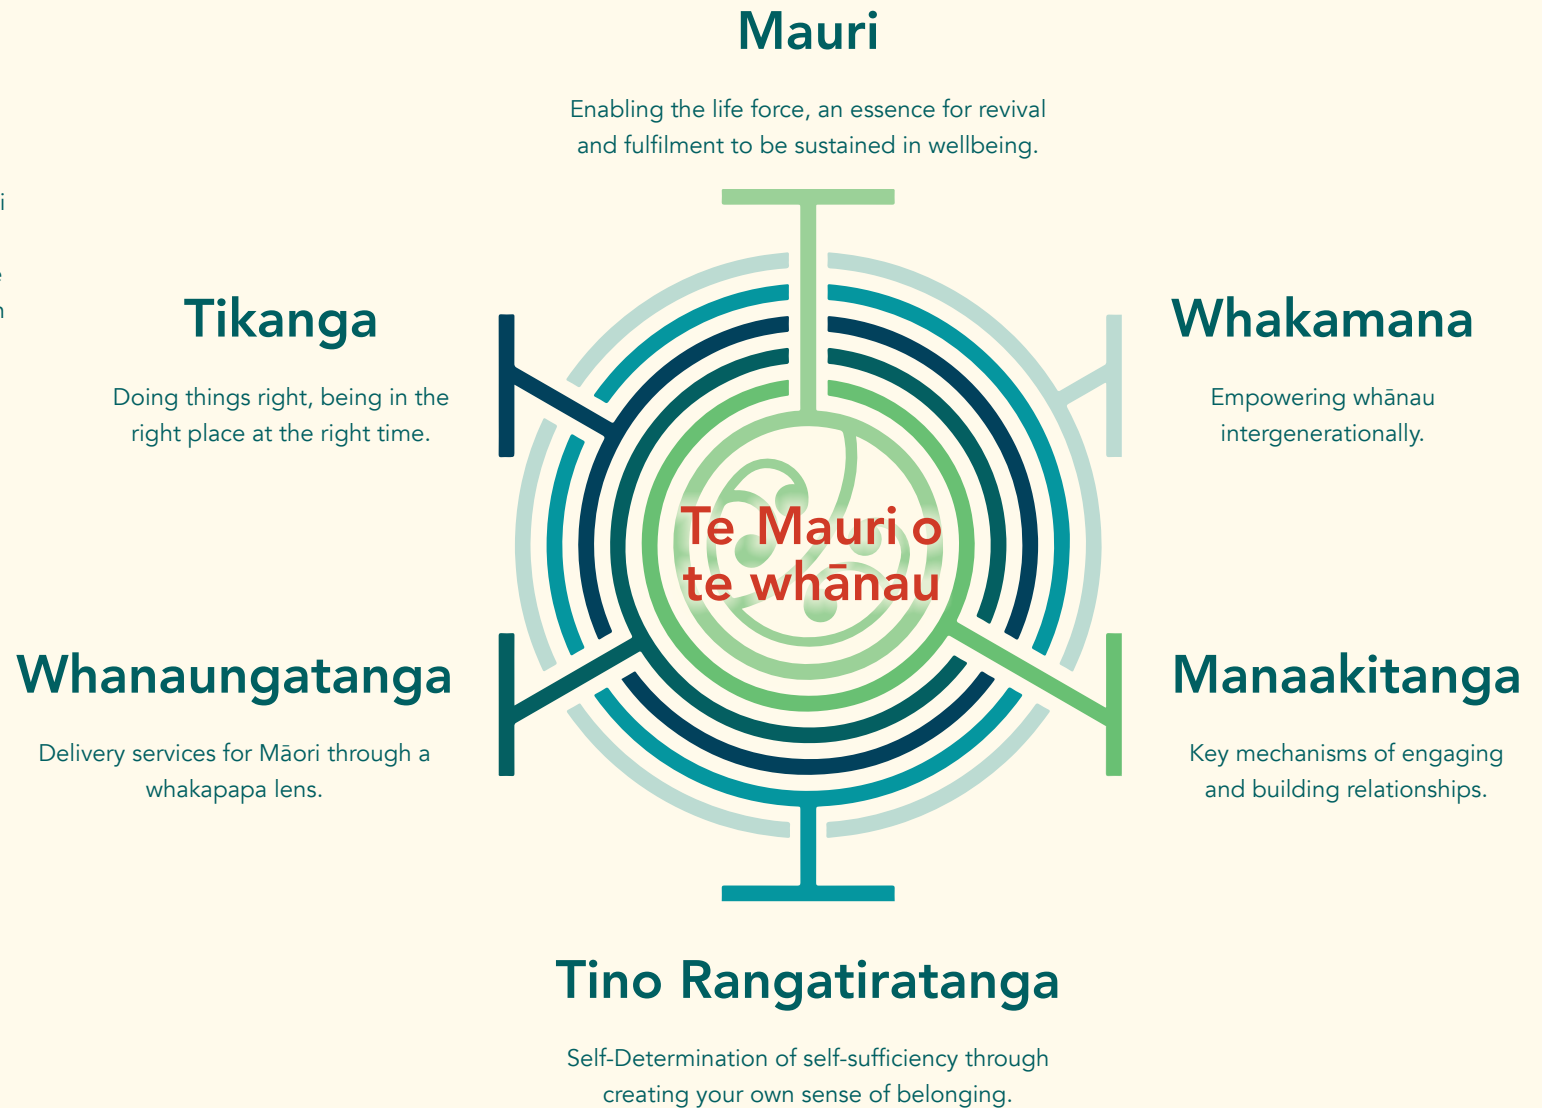 Mauri
Enabling the life force, an essence for revival
and fulfilment to be sustained in wellbeing.
Tikanga
Doing things right, being in the
right place at the right time.
Whakamana
Empowering whānau
intergenerationally.
Te Mauri o
te whānau
Whanaungatanga
Delivery services for Māori through a
whakapapa lens.
Manaakitanga
Key mechanisms of engaging
and building relationships.
Tino Rangatiratanga
Self-Determination of self-sufficiency through
creating your own sense of belonging.